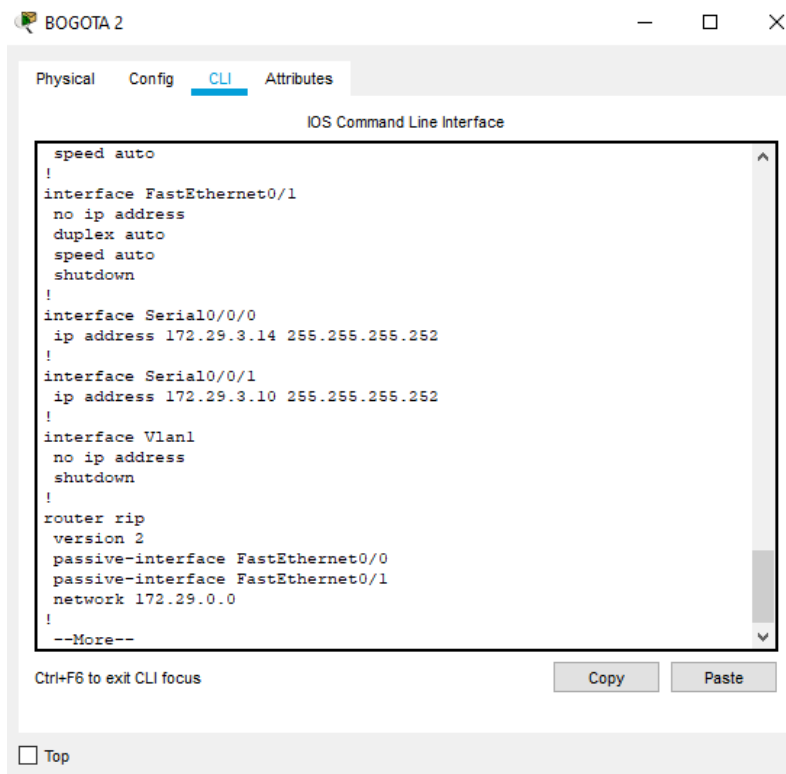 BOGOTA 2
Physical Config CLI Attributes
IOS Command Line Interface
speed auto
!
interface FastEthernet0/1
no ip address
duplex auto
speed auto
shutdown
!
interface Serial0/0/0
ip address 172.29.3.14 255.255.255.252
!
interface Serial0/0/1
ip address 172.29.3.10 255.255.255.252
!
interface Vlan1
no ip address
shutdown
!
router rip
version 2
passive-interface FastEthernet0/0
passive-interface FastEthernet0/1
network 172.29.0.0
!
--More--
Ctrl+F6 to exit CLI focus Copy Paste
Top